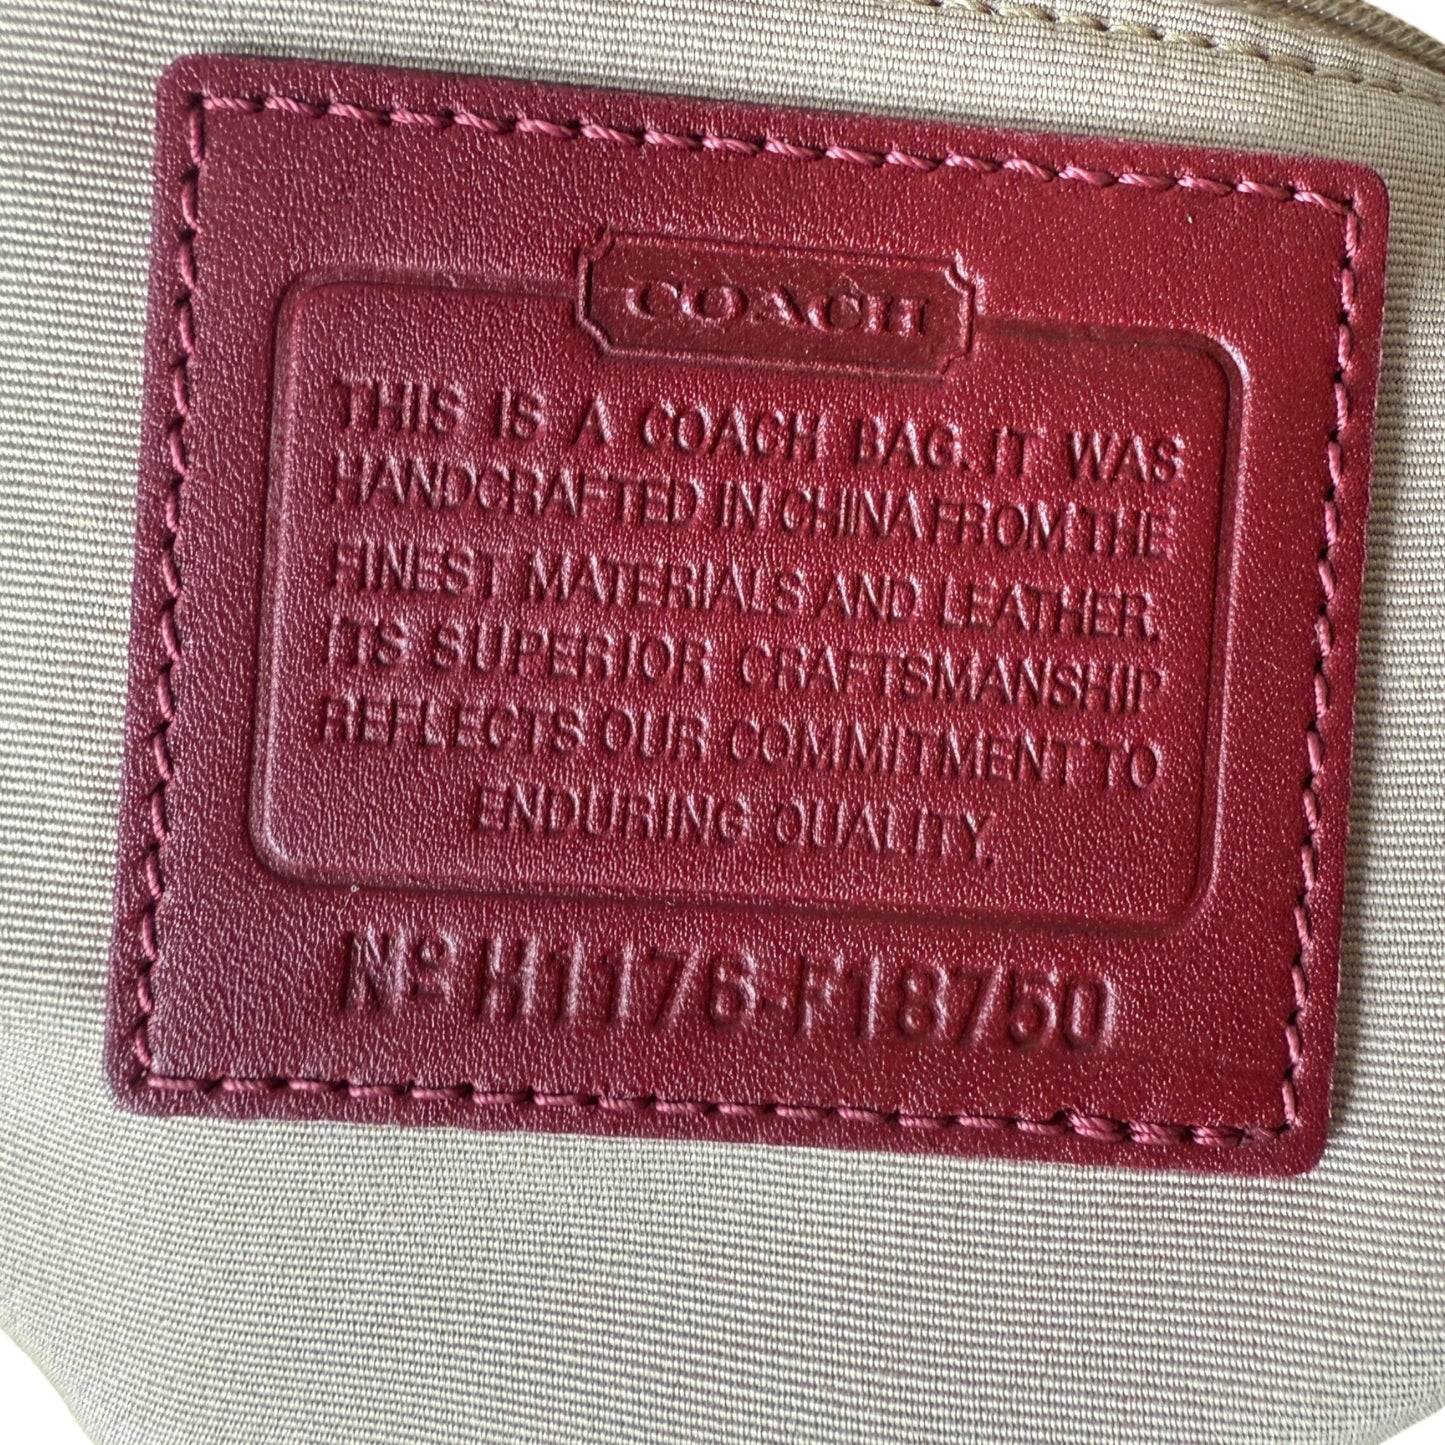 COACH
THIS IS A COACH BAG. IT WAS
HANDCRAFTED IN CHINA FROM THE
FINEST MATERIALS AND LEATHER.
ITS SUPERIOR CRAFTSMANSHIP
REFLECTS OUR COMMITMENT TO
ENDURING QUALITY.
Nº H1176-F18750